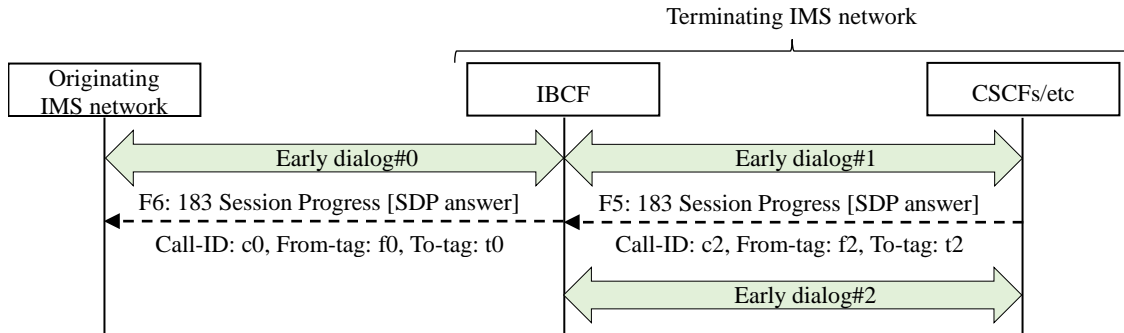 Terminating IMS network
Originating
IMS network
IBCF
CSCFs/etc
Early dialog#0
Early dialog#1
F6: 183 Session Progress [SDP answer]
F5: 183 Session Progress [SDP answer]
Call-ID: c0, From-tag: f0, To-tag: t0
Call-ID: c2, From-tag: f2, To-tag: t2
Early dialog#2